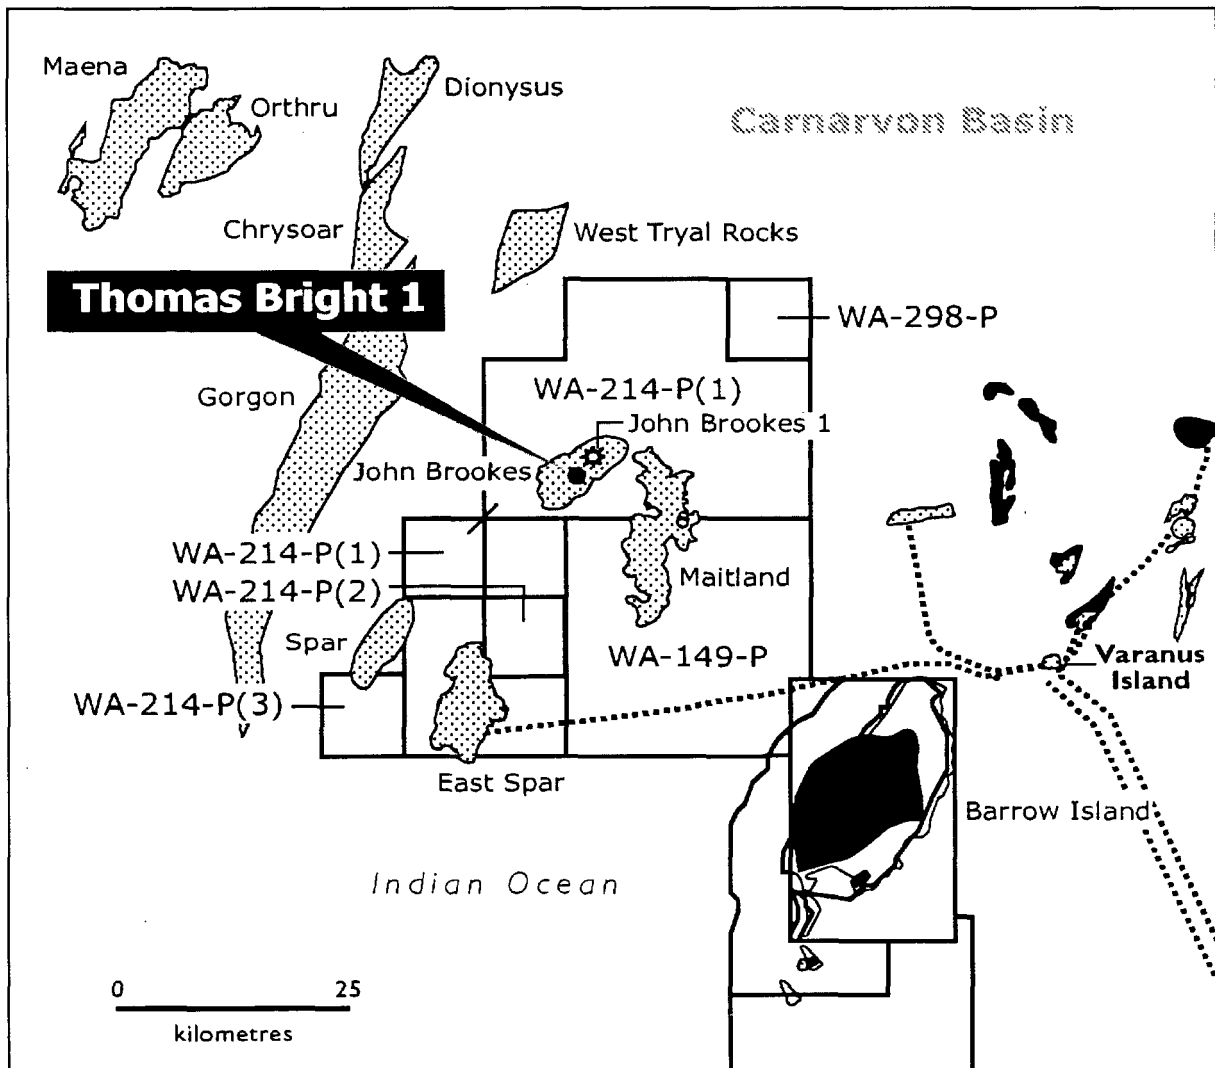 Maena
Dionysus
Orthru
Carnarvon Basin
Chrysoar
West Tryal Rocks
Thomas Bright 1
WA-298-P
WA-214-P(1)
Gorgon
John Brookes 1
John Brookes
WA-214-P(1)
Maitland
WA-214-P(2)
Spar
WA-149-P
Varanus
Island
WA-214-P(3)
East Spar
Barrow Island
Indian Ocean
0 25
kilometres